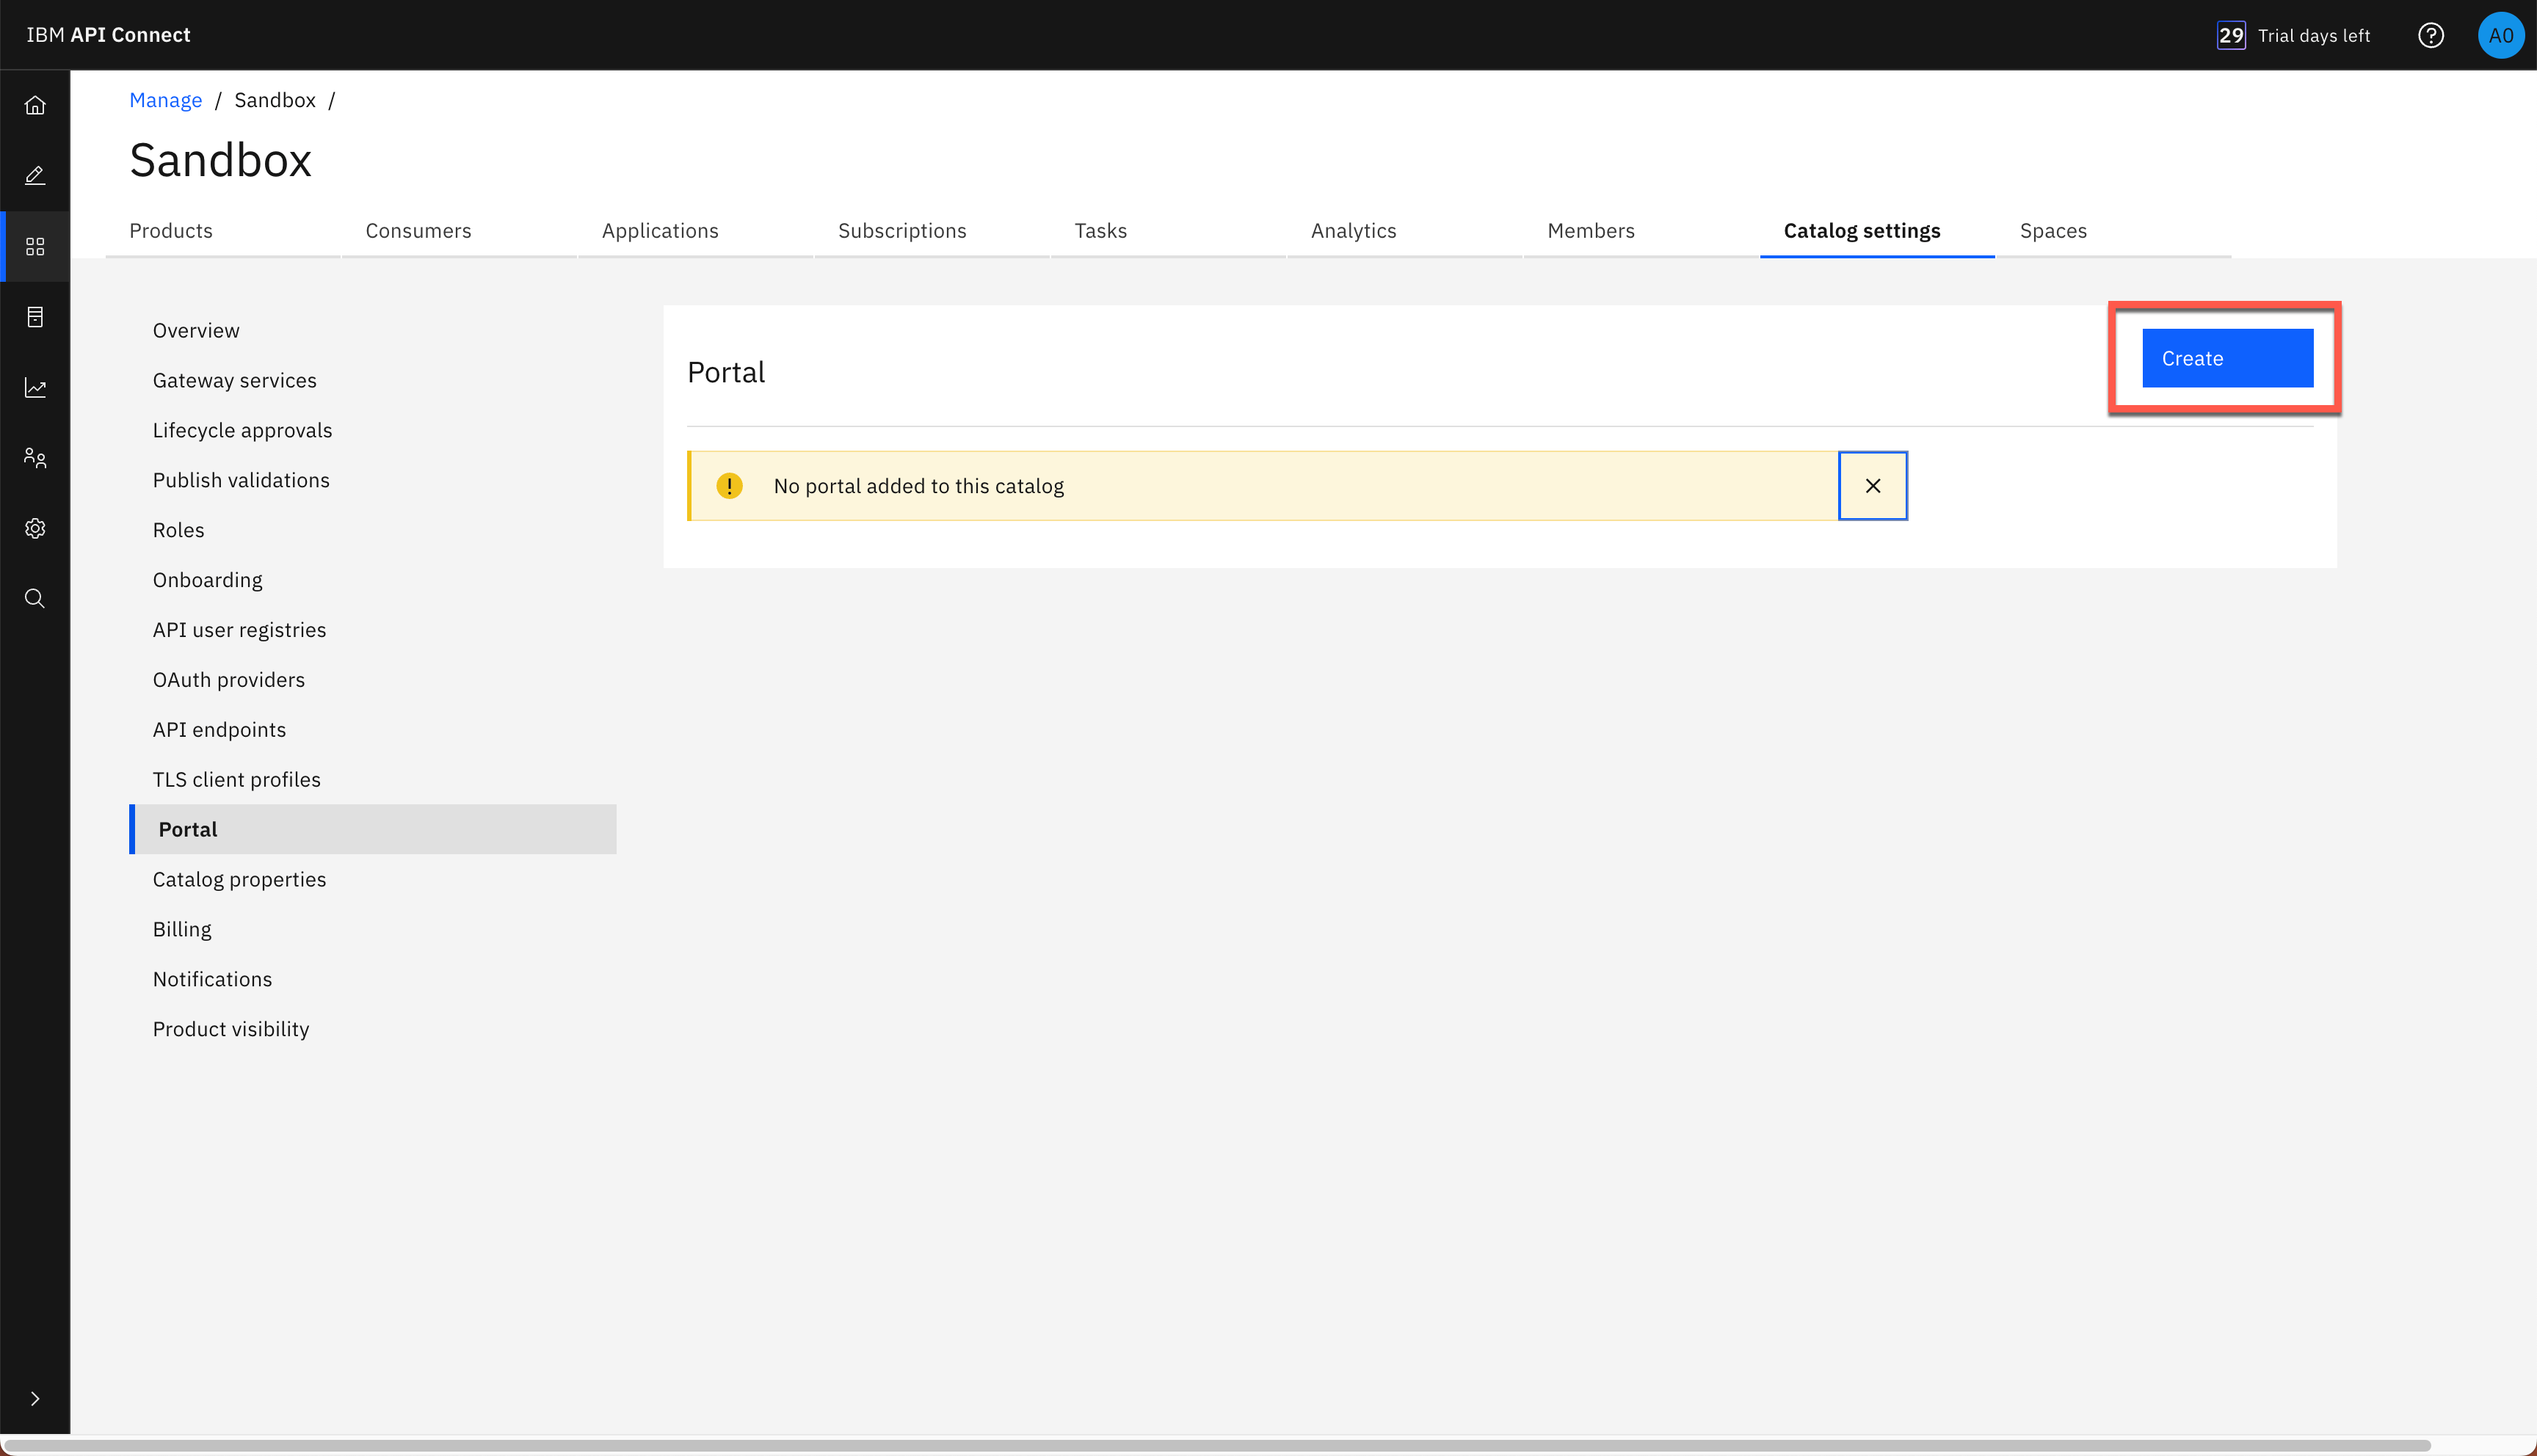 IBM API Connect
29 Trial days left
A0
Manage / Sandbox /
Sandbox
Products Consumers Applications Subscriptions Tasks Analytics Members Catalog settings Spaces
Overview
Gateway services
Lifecycle approvals
Publish validations
Roles
Onboarding
API user registries
OAuth providers
API endpoints
TLS client profiles
Portal
Catalog properties
Billing
Notifications
Product visibility
Portal
Create
No portal added to this catalog